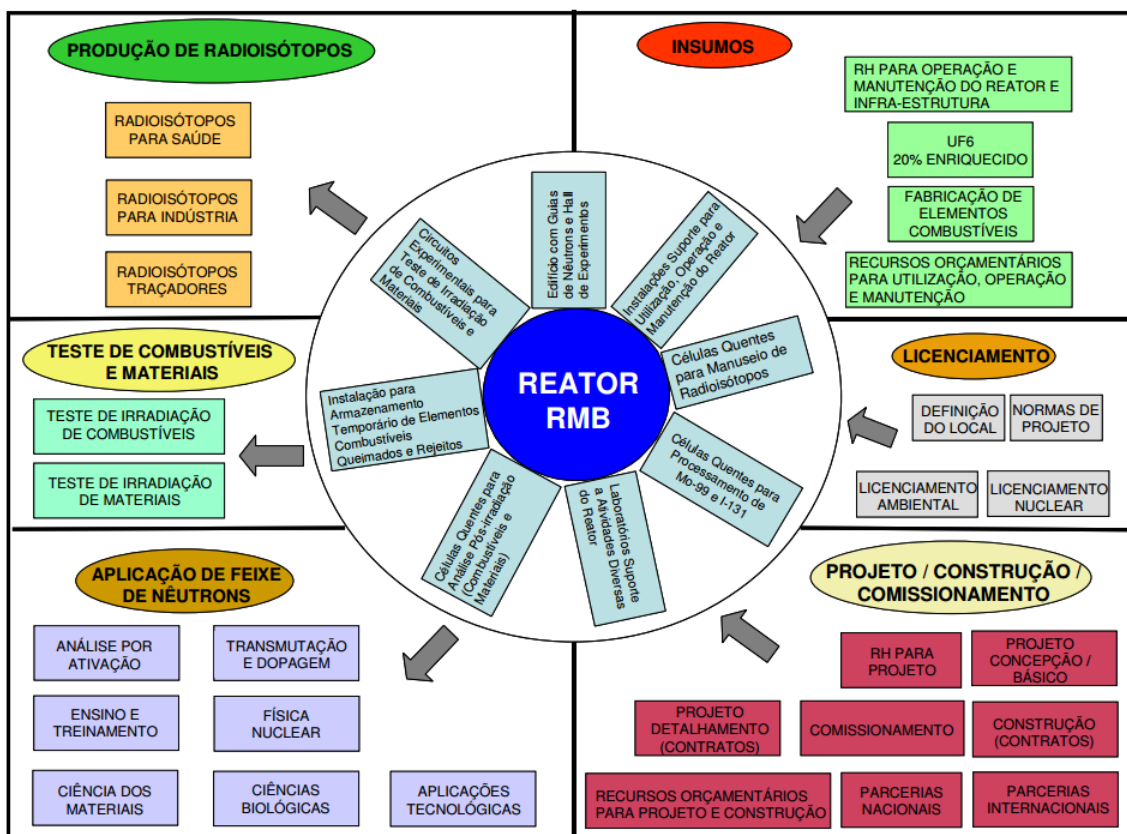 PRODUÇÃO DE RADIOISÓTOPOS
RADIOISÓTOPOS
PARA SAÚDE
RADIOISÓTOPOS
PARA INDÚSTRIA
RADIOISÓTOPOS
TRAÇADORES
INSUMOS
RH PARA OPERAÇÃO E
MANUTENÇÃO DO REATOR E
INFRA-ESTRUTURA
UF6
20% ENRIQUECIDO
FABRICAÇÃO DE
ELEMENTOS
COMBUSTÍVEIS
RECURSOS ORÇAMENTÁRIOS
PARA UTILIZAÇÃO, OPERAÇÃO
E MANUTENÇÃO
Circuitos
Experimentais para
Teste de Irradiação
de Combustíveis e
Materiais
Edifício com Guias
de Nêutrons e Hall
de Experimentos
Instalações Suporte para
Utilização, Operação e
Manutenção do Reator
Células Quentes
para Manuseio de
Radioisótopos
REATOR
RMB
Instalação para
Armazenamento
Temporário de Elementos
Combustíveis
Queimados e Rejeitos
Células Quentes para
Análise Pós-irradiação
(Combustíveis e
Materiais)
Laboratórios Suporte
a Atividades Diversas
do Reator
Células Quentes para
Processamento de
Mo-99 e I-131
TESTE DE COMBUSTÍVEIS
E MATERIAIS
TESTE DE IRRADIAÇÃO
DE COMBUSTÍVEIS
TESTE DE IRRADIAÇÃO
DE MATERIAIS
LICENCIAMENTO
DEFINIÇÃO
DO LOCAL
NORMAS DE
PROJETO
LICENCIAMENTO
AMBIENTAL
LICENCIAMENTO
NUCLEAR
APLICAÇÃO DE FEIXE
DE NÊUTRONS
ANÁLISE POR
ATIVAÇÃO
TRANSMUTAÇÃO
E DOPAGEM
ENSINO E
TREINAMENTO
FÍSICA
NUCLEAR
CIÊNCIA DOS
MATERIAIS
CIÊNCIAS
BIOLÓGICAS
APLICAÇÕES
TECNOLÓGICAS
PROJETO / CONSTRUÇÃO /
COMISSIONAMENTO
RH PARA
PROJETO
PROJETO
CONCEPÇÃO /
BÁSICO
PROJETO
DETALHAMENTO
(CONTRATOS)
COMISSIONAMENTO
CONSTRUÇÃO
(CONTRATOS)
RECURSOS ORÇAMENTÁRIOS
PARA PROJETO E CONSTRUÇÃO
PARCERIAS
NACIONAIS
PARCERIAS
INTERNACIONAIS